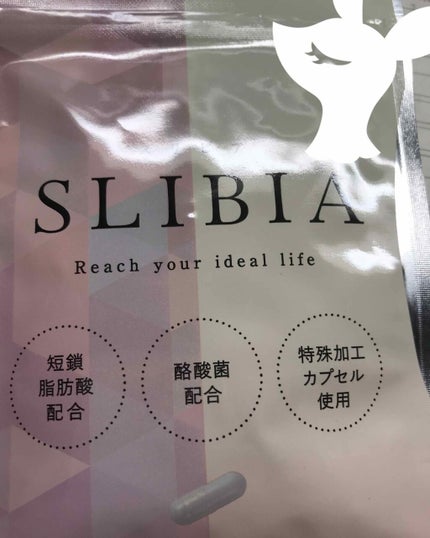 SLIBIA
Reach your ideal life
短鎖
脂肪酸
配合
酪酸菌
配合
特殊加工
カプセル
使用